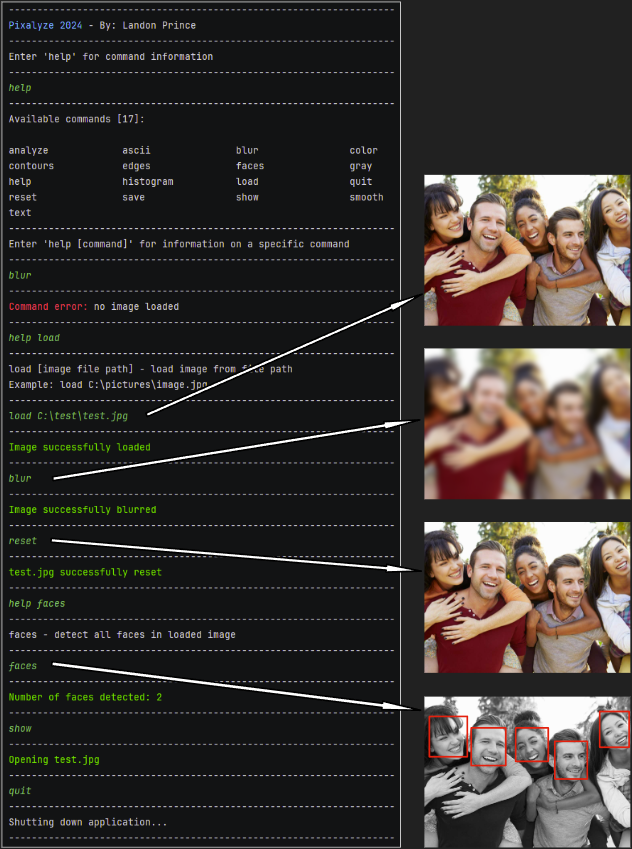 Pixalyze 2024 - By: Landon Prince
Enter 'help' for command information
help
Available commands [17]:
analyze ascii blur color
contours edges faces gray
help histogram load quit
reset save show smooth
text
Enter 'help [command]' for information on a specific command
blur
Command error: no image loaded
help load
load [image file path] - load image from file path
Example: load C:\pictures\image.jpg
load C:\test\test.jpg
Image successfully loaded
blur
Image successfully blurred
reset
test.jpg successfully reset
help faces
faces - detect all faces in loaded image
faces
Number of faces detected: 2
show
Opening test.jpg
quit
Shutting down application...